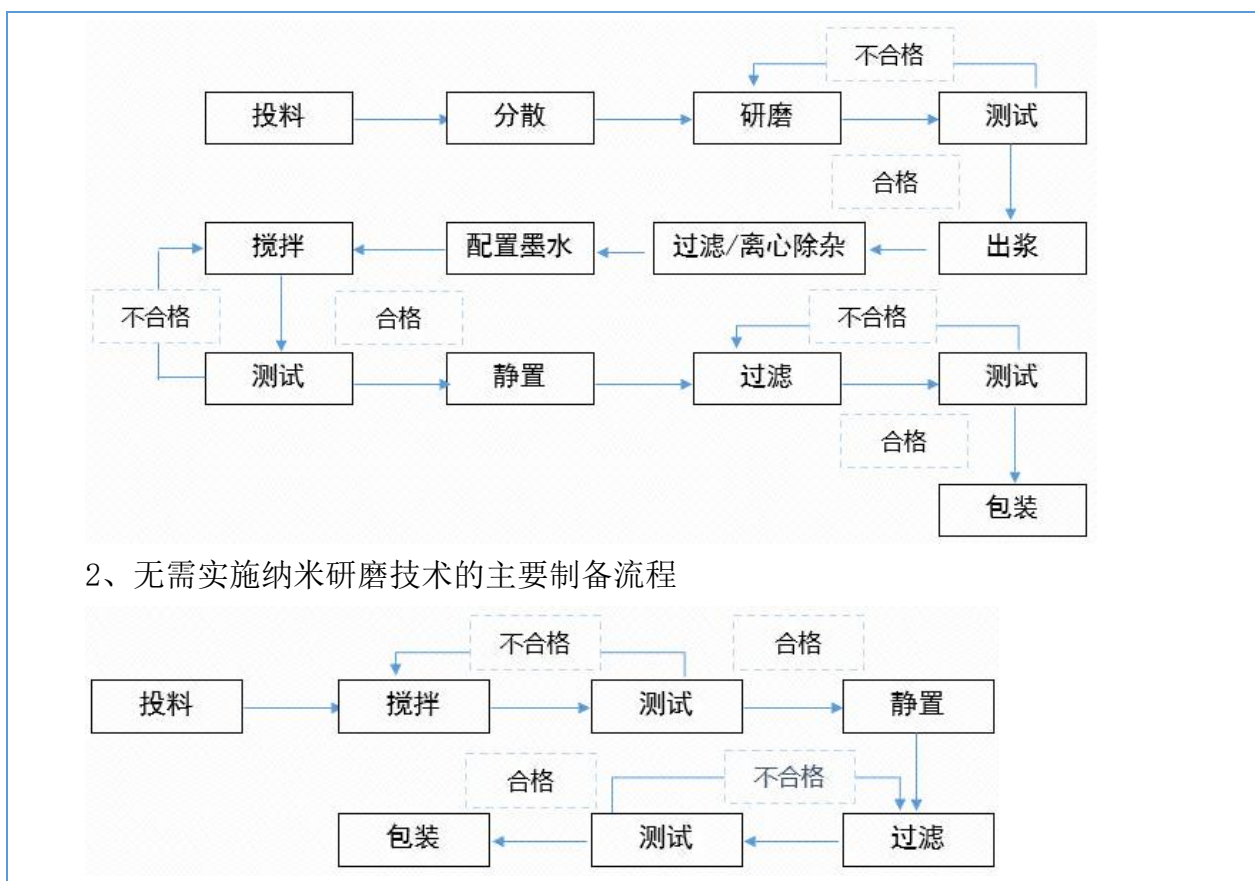 不合格
投料 分散 研磨 测试
合格
搅拌 配置墨水 过滤/离心除杂 出浆
不合格 合格 不合格
测试 静置 过滤 测试
合格
包装
2、无需实施纳米研磨技术的主要制备流程
不合格 合格
投料 搅拌 测试 静置
合格 不合格
包装 测试 过滤